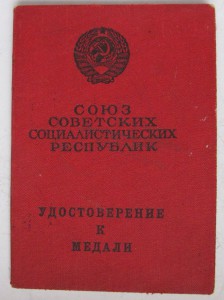 СОЮЗ
СОВЕТСКИХ
СОЦИАЛИСТИЧЕСКИХ
РЕСПУБЛИК
УДОСТОВЕРЕНИЕ
К
МЕДАЛИ